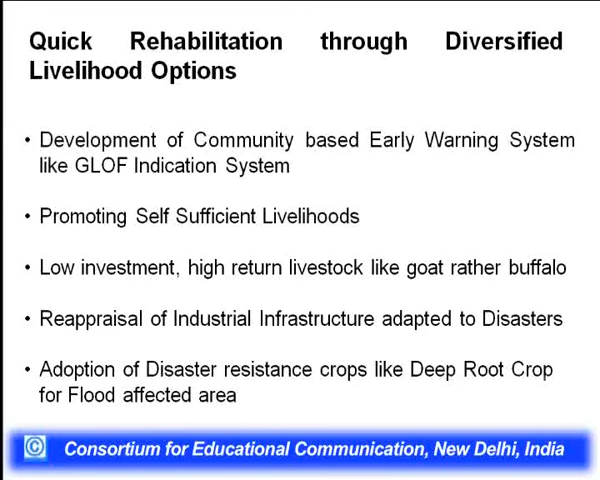 Quick Rehabilitation through Diversified
Livelihood Options
• Development of Community based Early Warning System
like GLOF Indication System
• Promoting Self Sufficient Livelihoods
• Low investment, high return livestock like goat rather buffalo
• Reappraisal of Industrial Infrastructure adapted to Disasters
• Adoption of Disaster resistance crops like Deep Root Crop
for Flood affected area
© Consortium for Educational Communication, New Delhi, India